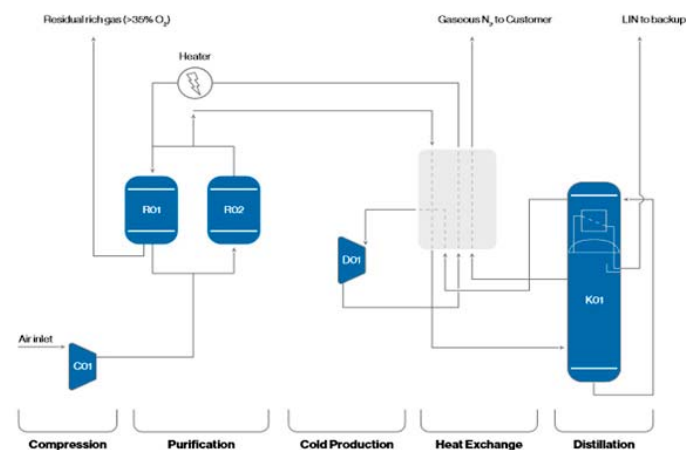 Residual rich gas (>35% O₂)
Gaseous N₂ to Customer
LIN to backup
Heater
R01
R02
D01
K01
Air inlet
C01
Compression
Purification
Cold Production
Heat Exchange
Distillation